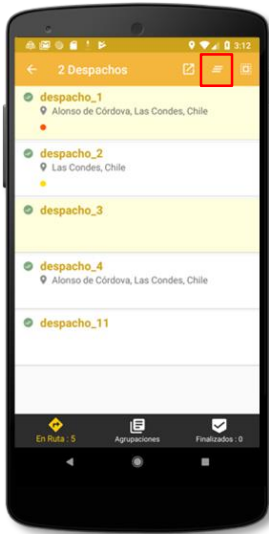 3:12
2 Despachos
despacho_1
Alonso de Córdova, Las Condes, Chile
despacho_2
Las Condes, Chile
despacho_3
despacho_4
Alonso de Córdova, Las Condes, Chile
despacho_11
En Ruta : 5
Agrupaciones
Finalizados : 0